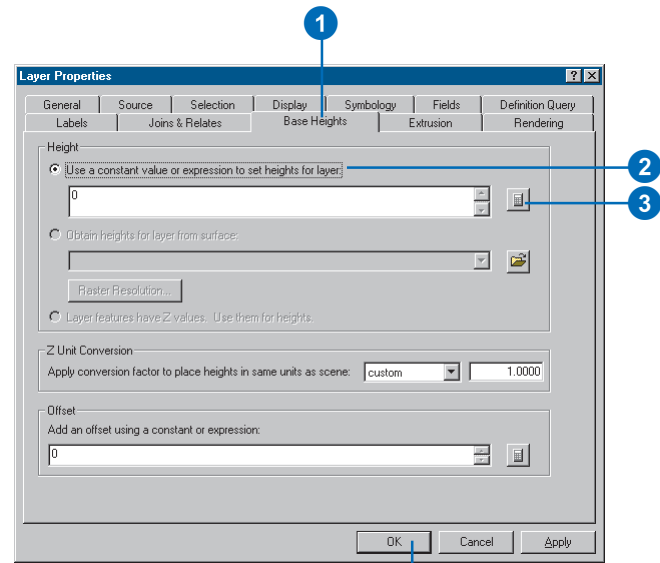 1
Layer Properties
General Source Selection Display Symbology Fields Definition Query
Labels Joins & Relates Base Heights Extrusion Rendering
Height
Use a constant value or expression to set heights for layer:
2
0
3
Obtain heights for layer from surface:
Raster Resolution...
Layer features have Z values. Use them for heights.
Z Unit Conversion
Apply conversion factor to place heights in same units as scene: custom 1.0000
Offset
Add an offset using a constant or expression:
0
OK Cancel Apply